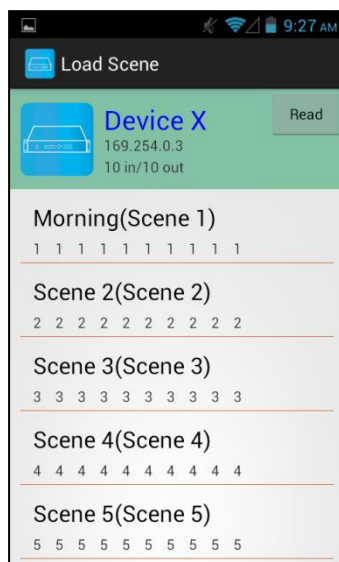 9:27 AM
Load Scene
Device X
Read
169.254.0.3
10 in/10 out
Morning(Scene 1)
1 1 1 1 1 1 1 1 1 1
Scene 2(Scene 2)
2 2 2 2 2 2 2 2 2 2
Scene 3(Scene 3)
3 3 3 3 3 3 3 3 3 3
Scene 4(Scene 4)
4 4 4 4 4 4 4 4 4 4
Scene 5(Scene 5)
5 5 5 5 5 5 5 5 5 5